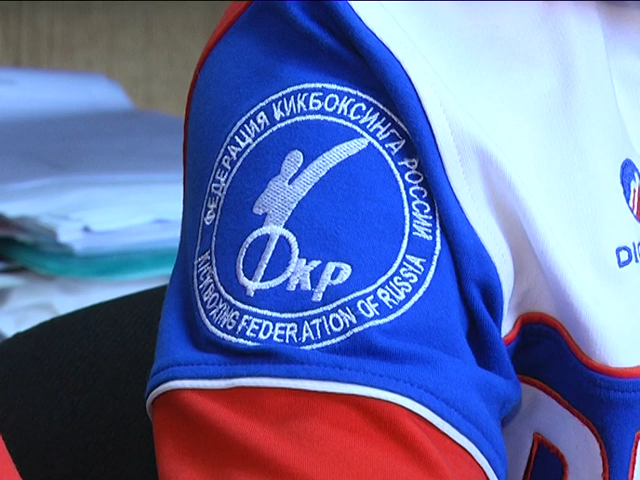 ФЕДЕРАЦИЯ КИКБОКСИНГА РОССИИ
ФКР
KICKBOXING FEDERATION OF RUSSIA